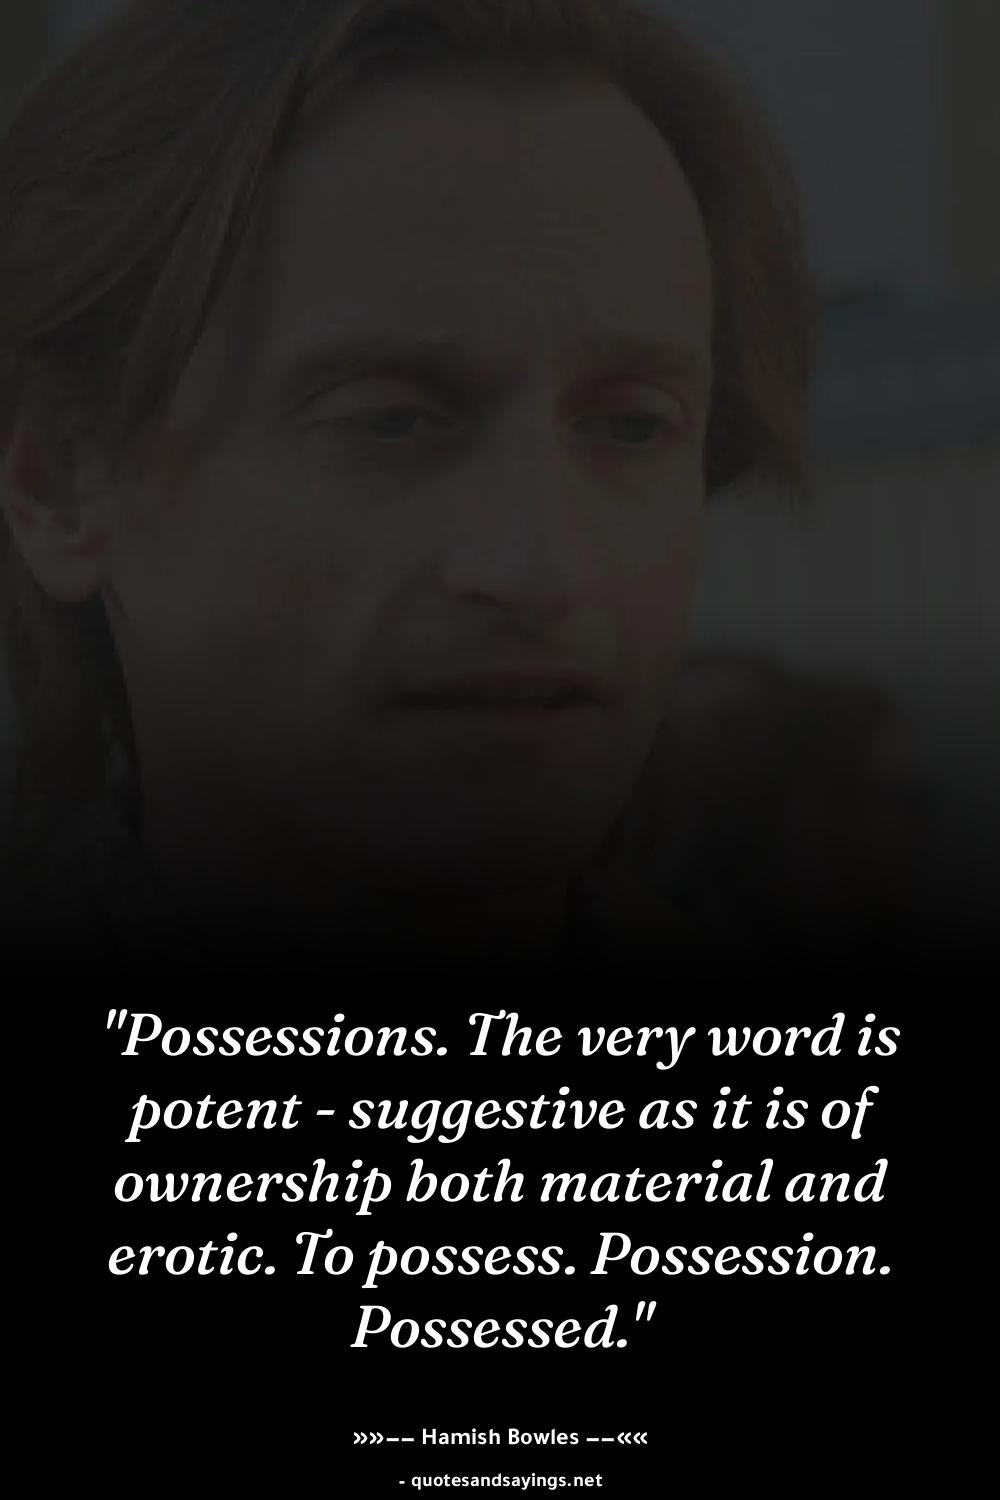 "Possessions. The very word is
potent - suggestive as it is of
ownership both material and
erotic. To possess. Possession.
Possessed."
»»–– Hamish Bowles ––««
- quotesandsayings.net